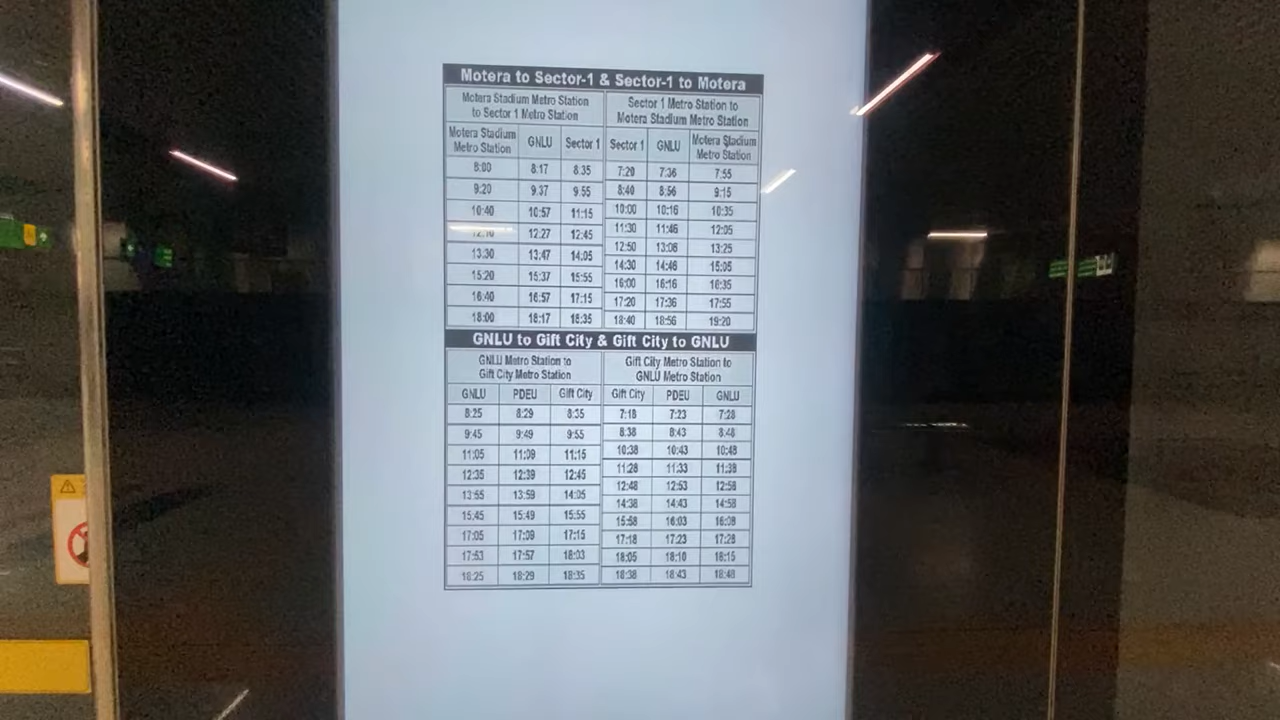 Motera to Sector-1 & Sector-1 to Motera
Motera Stadium Metro Station
to Sector 1 Metro Station
Sector 1 Metro Station to
Motera Stadium Metro Station
Motera Stadium
Metro Station
GNLU
Sector 1
Sector 1
GNLU
Motera Stadium
Metro Station
8:00 8:17 8.35 7:20 7:36 7:55
9:20 9.37 9.55 8:40 8:56 9:15
10:40 10:57 11:15 10:00 10:16 10:35
12:27 12:45 11:30 11:46 12:05
13.30 13:47 14.05 12:50 13:06 13:25
15:20 15:37 15:55 14:30 14:46 15:05
16:40 16:57 17:15 16:00 16:16 16:35
18:00 18:17 18:35 17:20 17:36 17:55
18:40 18:56 19:20
GNLU to Gift City & Gift City to GNLU
GNLU Metro Station to
Gift City Metro Station
Gift City Metro Station to
GNLU Metro Station
GNLU PDEU Gift City Gift City PDEU GNLU
8:25 8:29 8:35 7:18 7:23 7:28
9:45 9:49 9:55 8:38 8:43 8:48
11:05 11:09 11:15 10:38 10:43 10:48
12:35 12:39 12:45 11:28 11:33 11:38
13:55 13:59 14:05 12:48 12:53 12:58
15:45 15:49 15:55 14:38 14:43 14:58
17:05 17:09 17:15 15:58 16:03 16:08
17:53 17:57 18:03 17:18 17:23 17:28
18:25 18:29 18:35 18:05 18:10 18:15
18:38 18:43 18:48